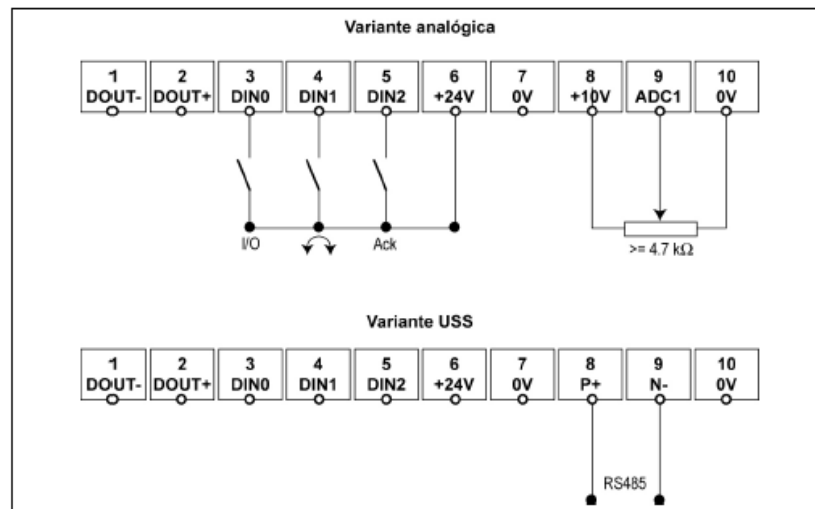 Variante analógica
1 2 3 4 5 6 7 8 9 10
DOUT- DOUT+ DIN0 DIN1 DIN2 +24V 0V +10V ADC1 0V
I/O Ack
>= 4.7 kΩ
Variante USS
1 2 3 4 5 6 7 8 9 10
DOUT- DOUT+ DIN0 DIN1 DIN2 +24V 0V P+ N- 0V
RS485